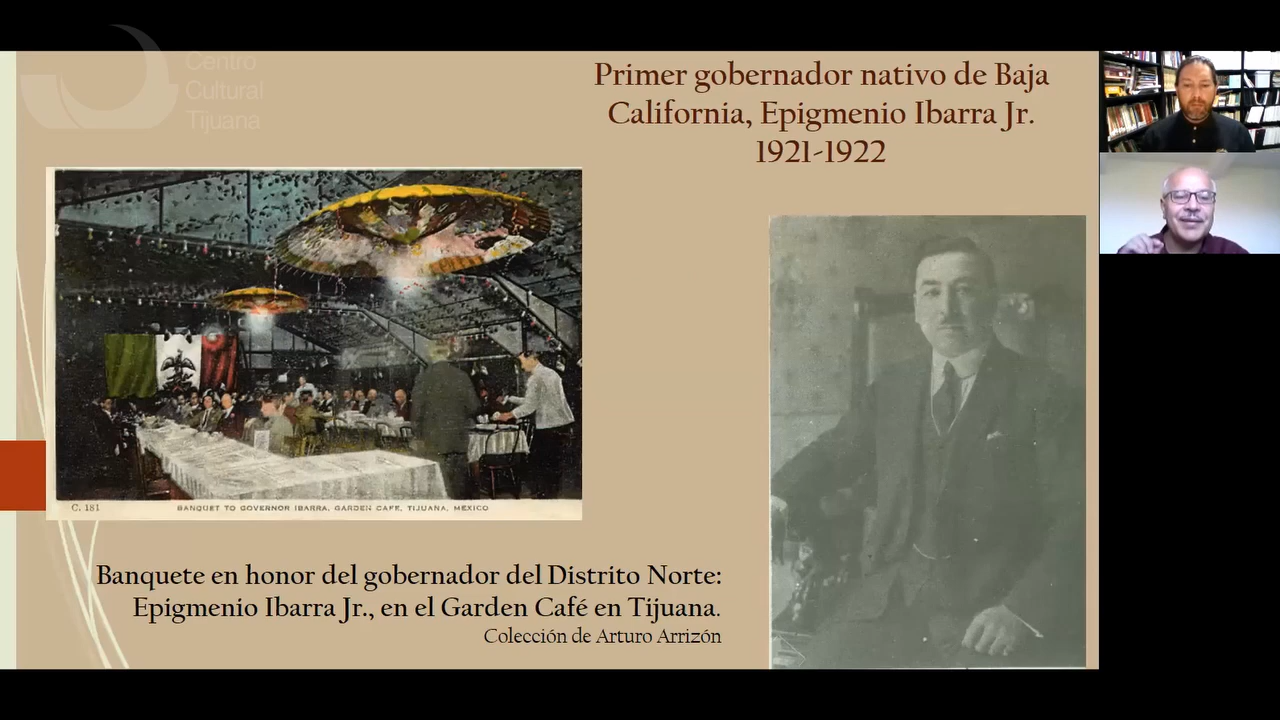 Centro
Cultural
Tijuana
Primer gobernador nativo de Baja
California, Epigmenio Ibarra Jr.
1921-1922
C. 181
BANQUET TO GOVERNOR IBARRA, GARDEN CAFE, TIJUANA, MEXICO
Banquete en honor del gobernador del Distrito Norte:
Epigmenio Ibarra Jr., en el Garden Café en Tijuana.
Colección de Arturo Arrizón